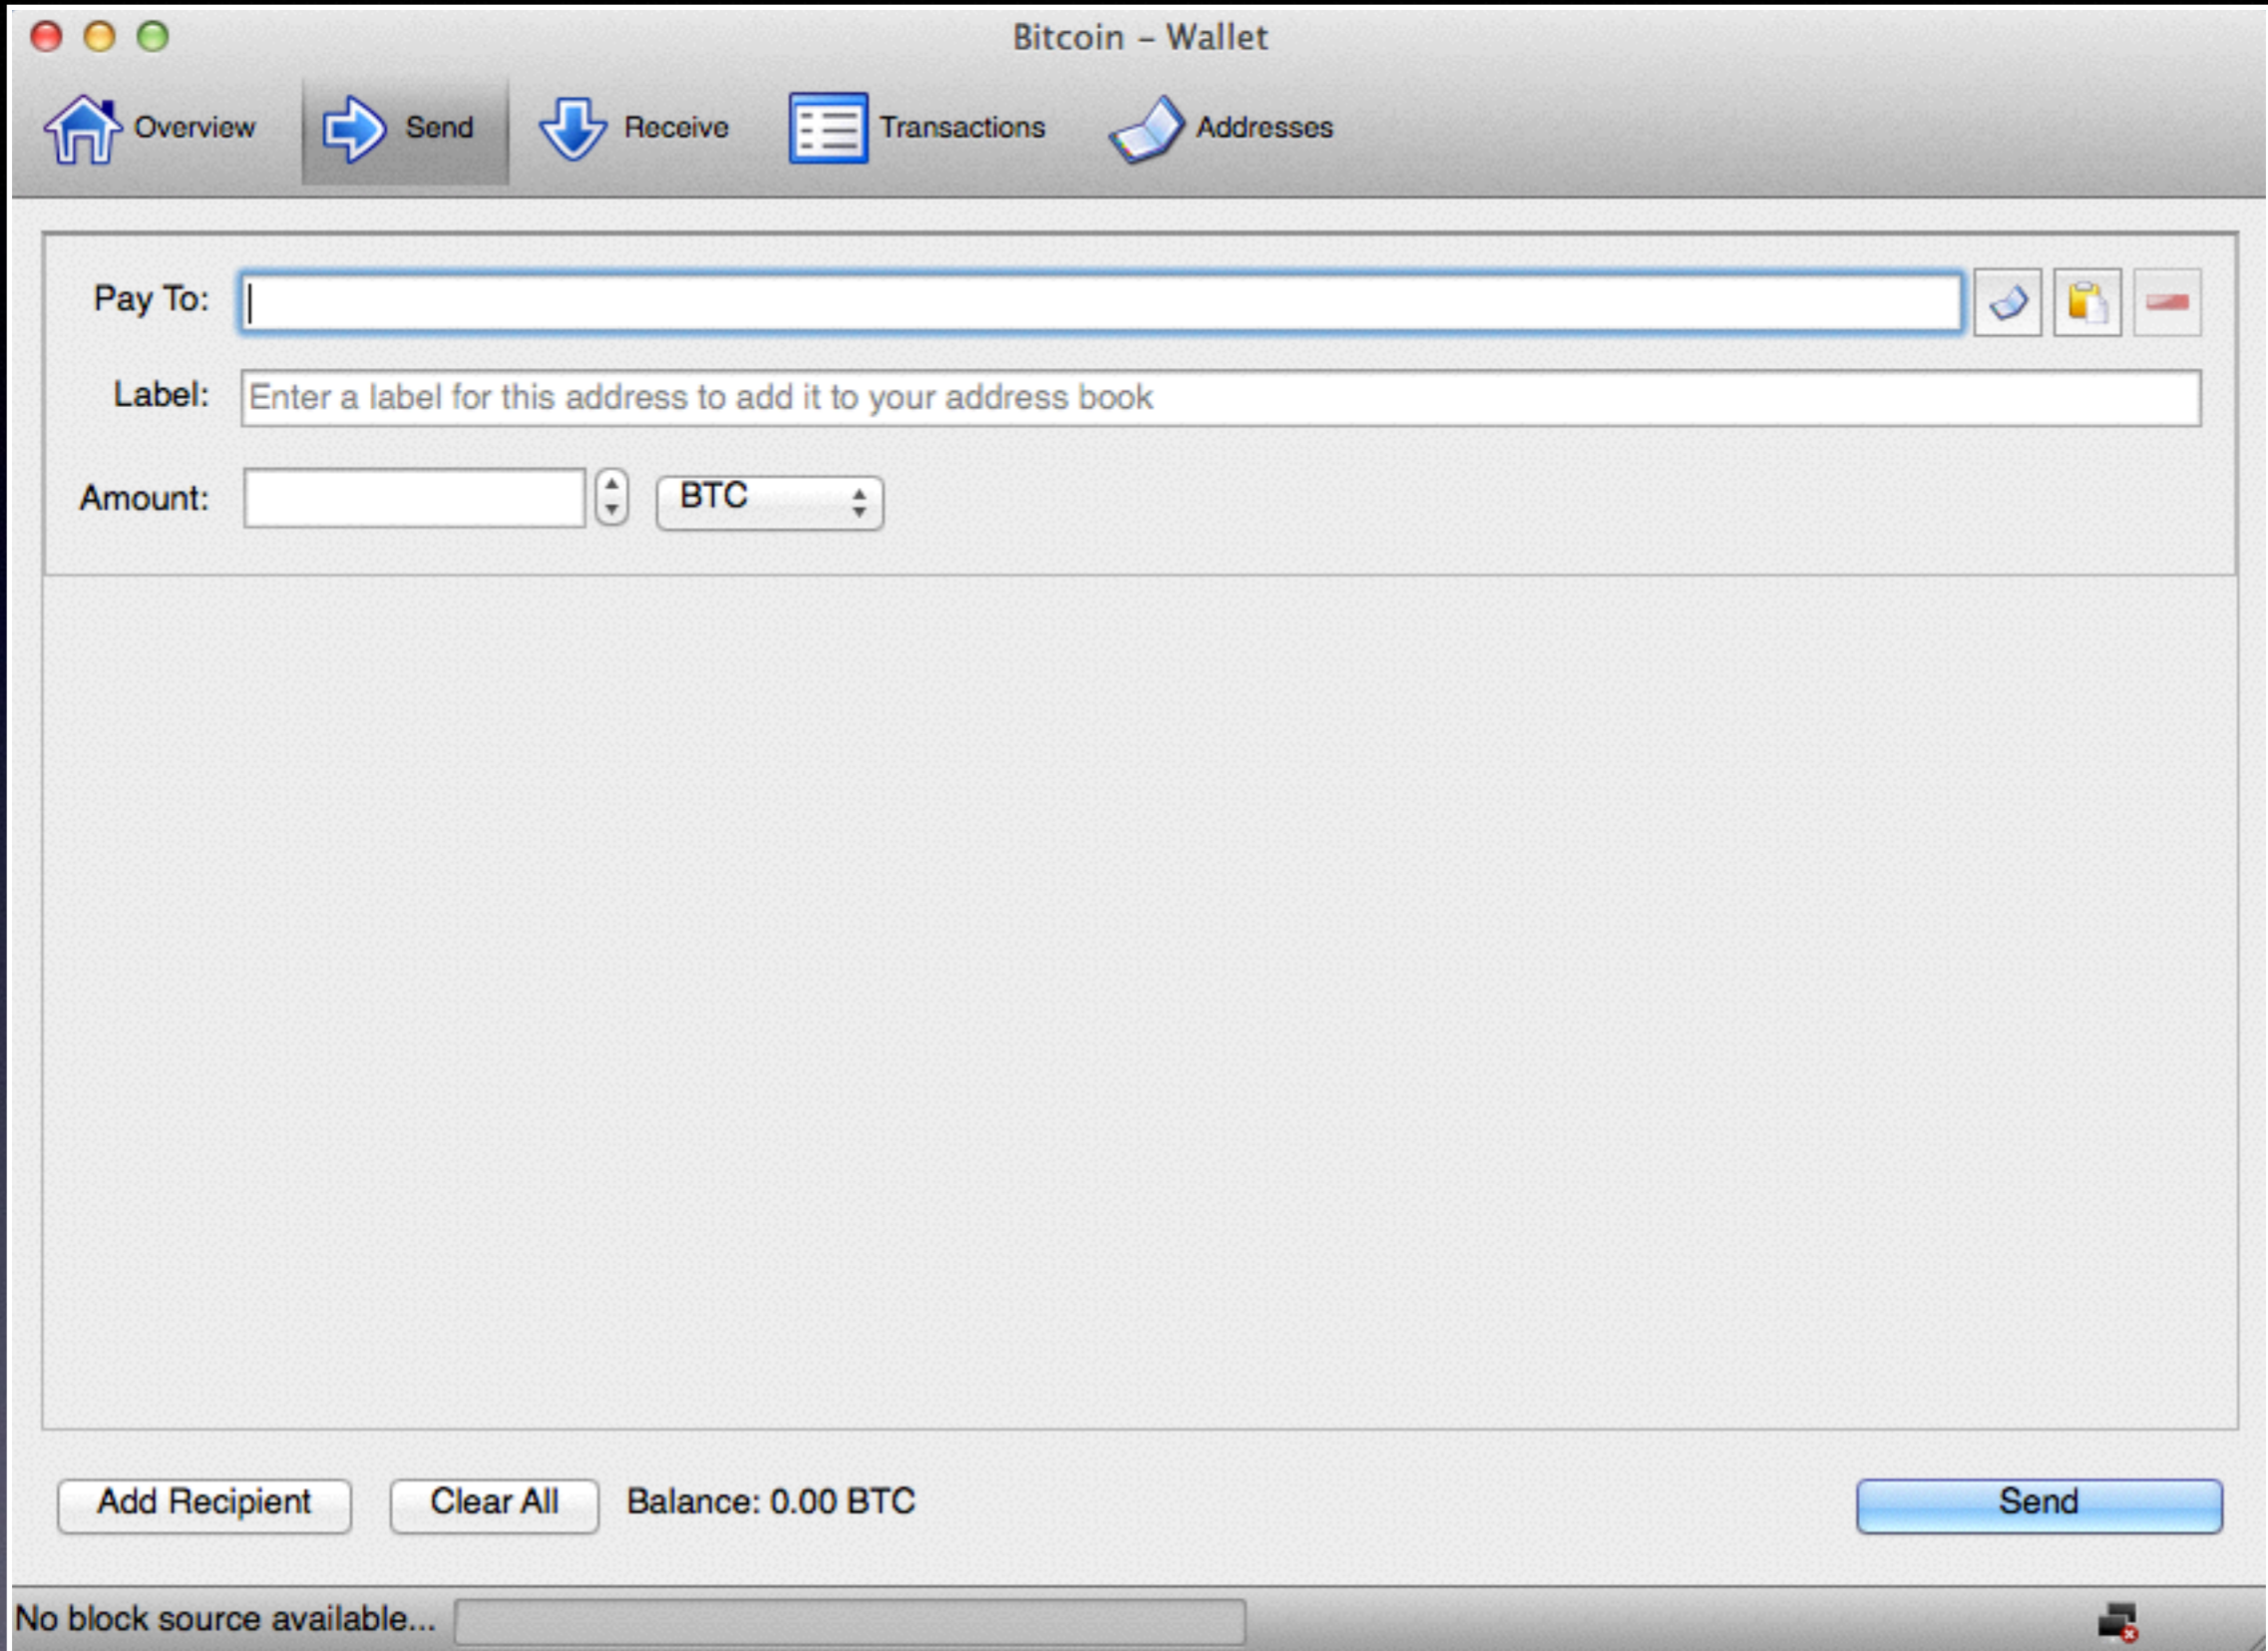 Bitcoin – Wallet
Overview Send Receive Transactions Addresses
Pay To:
Label: Enter a label for this address to add it to your address book
Amount: BTC
Add Recipient Clear All Balance: 0.00 BTC Send
No block source available...